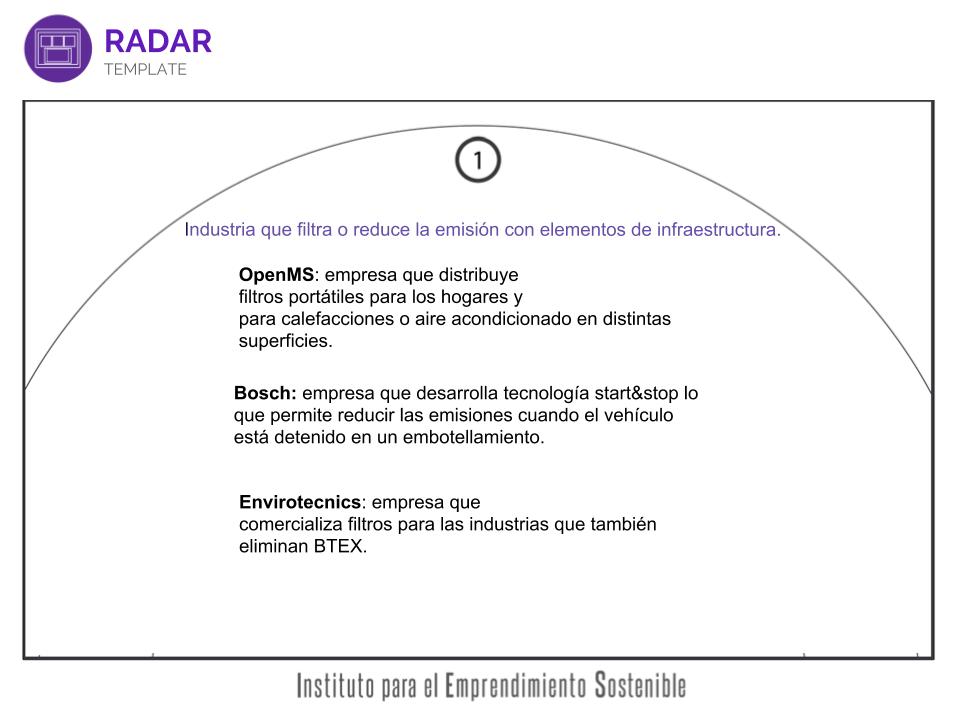 RADAR
TEMPLATE
1
Industria que filtra o reduce la emisión con elementos de infraestructura.
OpenMS: empresa que distribuye
filtros portátiles para los hogares y
para calefacciones o aire acondicionado en distintas
superficies.
Bosch: empresa que desarrolla tecnología start&stop lo
que permite reducir las emisiones cuando el vehículo
está detenido en un embotellamiento.
Envirotecnics: empresa que
comercializa filtros para las industrias que también
eliminan BTEX.
Instituto para el Emprendimiento Sostenible